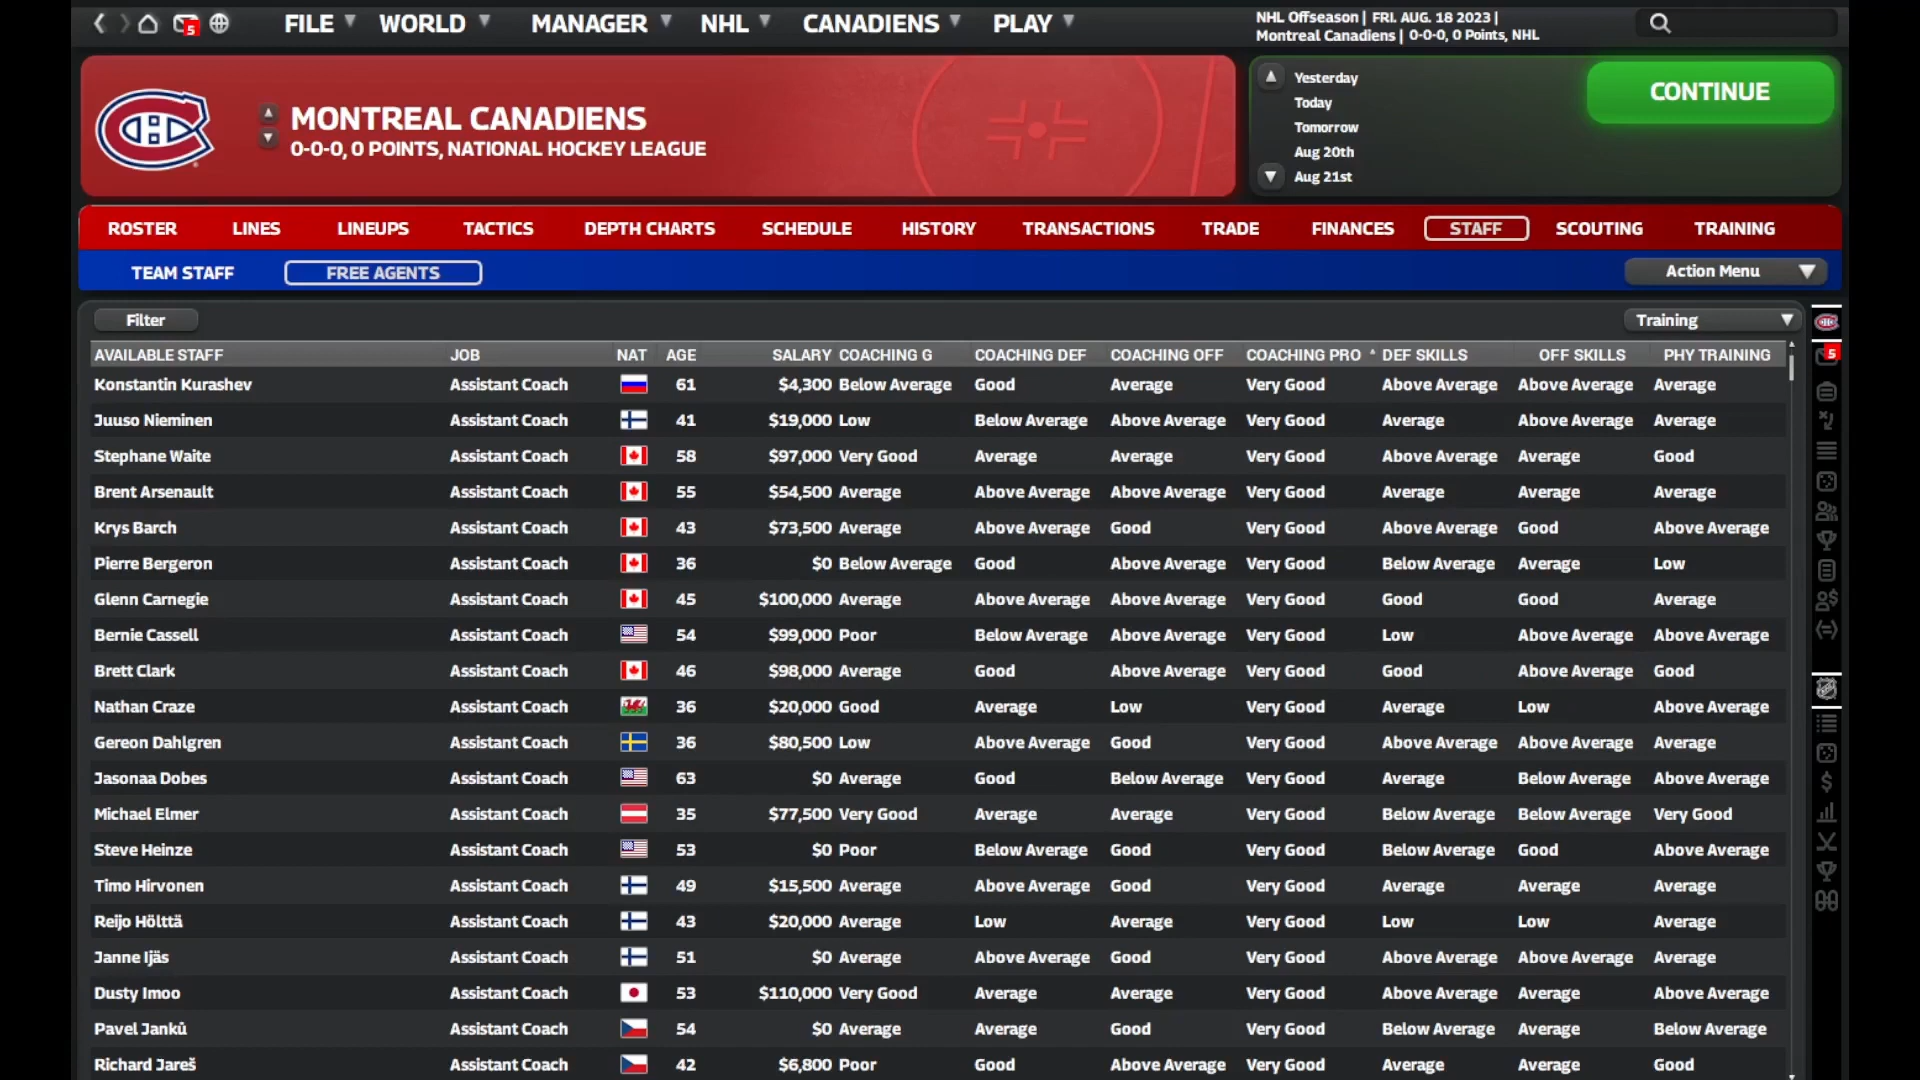 5
FILE WORLD MANAGER NHL CANADIENS PLAY
NHL Offseason | FRI. AUG. 18 2023 |
Montreal Canadiens | 0-0-0, 0 Points, NHL
MONTREAL CANADIENS
0-0-0, 0 POINTS, NATIONAL HOCKEY LEAGUE
Yesterday
Today
Tomorrow
Aug 20th
Aug 21st
CONTINUE
ROSTER LINES LINEUPS TACTICS DEPTH CHARTS SCHEDULE HISTORY TRANSACTIONS TRADE FINANCES STAFF SCOUTING TRAINING
TEAM STAFF FREE AGENTS Action Menu
Filter Training
5
AVAILABLE STAFF JOB NAT AGE SALARY COACHING G COACHING DEF COACHING OFF COACHING PRO DEF SKILLS OFF SKILLS PHY TRAINING
Konstantin Kurashev Assistant Coach 61 $4,300 Below Average Good Average Very Good Above Average Above Average Average
Juuso Nieminen Assistant Coach 41 $19,000 Low Below Average Above Average Very Good Average Above Average Average
Stephane Waite Assistant Coach 58 $97,000 Very Good Average Average Very Good Above Average Average Good
Brent Arsenault Assistant Coach 55 $54,500 Average Above Average Above Average Very Good Average Average Average
Krys Barch Assistant Coach 43 $73,500 Average Above Average Good Very Good Above Average Good Above Average
Pierre Bergeron Assistant Coach 36 $0 Below Average Good Above Average Very Good Below Average Average Low
Glenn Carnegie Assistant Coach 45 $100,000 Average Above Average Above Average Very Good Good Good Average
Bernie Cassell Assistant Coach 54 $99,000 Poor Below Average Above Average Very Good Low Above Average Above Average
Brett Clark Assistant Coach 46 $98,000 Average Good Above Average Very Good Good Above Average Good
Nathan Craze Assistant Coach 36 $20,000 Good Average Low Very Good Average Low Above Average
Gereon Dahlgren Assistant Coach 36 $80,500 Low Above Average Good Very Good Above Average Above Average Average
Jasonaa Dobes Assistant Coach 63 $0 Average Good Below Average Very Good Average Below Average Above Average
Michael Elmer Assistant Coach 35 $77,500 Very Good Average Average Very Good Below Average Below Average Very Good
Steve Heinze Assistant Coach 53 $0 Poor Below Average Good Very Good Below Average Good Above Average
Timo Hirvonen Assistant Coach 49 $15,500 Average Above Average Good Very Good Average Average Average
Reijo Hölttä Assistant Coach 43 $20,000 Average Low Average Very Good Low Low Average
Janne Ijäs Assistant Coach 51 $0 Average Above Average Good Very Good Above Average Above Average Average
Dusty Imoo Assistant Coach 53 $110,000 Very Good Average Average Very Good Above Average Average Above Average
Pavel Janků Assistant Coach 54 $0 Average Average Good Very Good Below Average Average Below Average
Richard Jareš Assistant Coach 42 $6,800 Poor Good Above Average Very Good Average Average Good